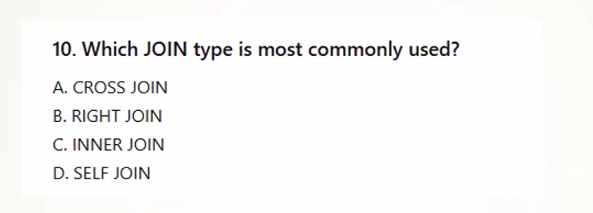 10. Which JOIN type is most commonly used?
A. CROSS JOIN
B. RIGHT JOIN
C. INNER JOIN
D. SELF JOIN